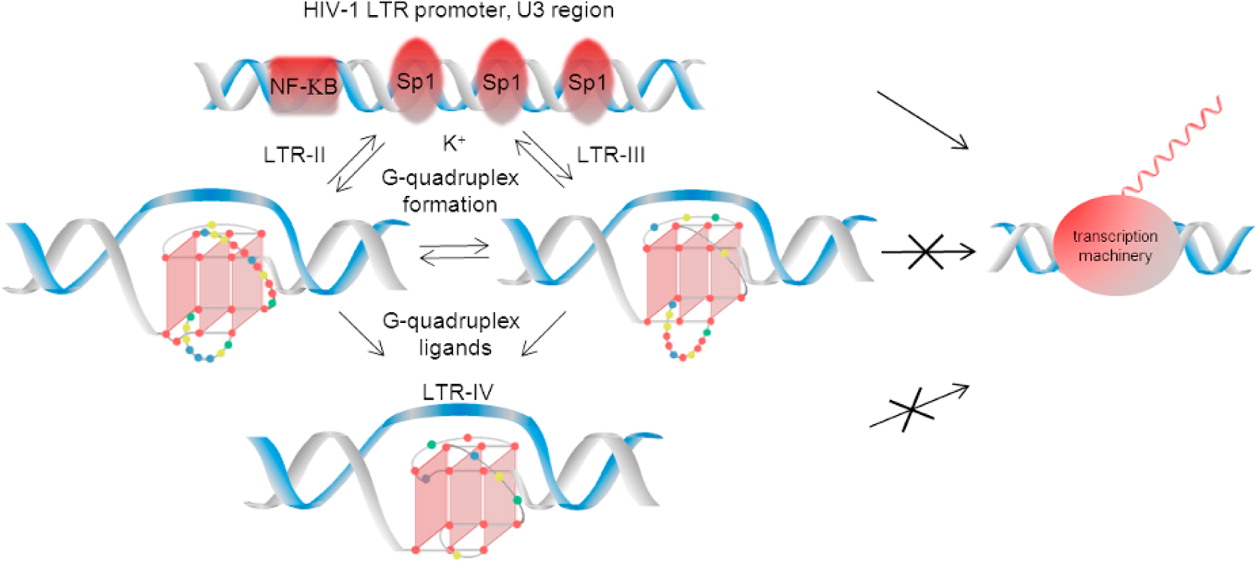 HIV-1 LTR promoter, U3 region
NF-KB
Sp1
Sp1
Sp1
LTR-II
K+
LTR-III
G-quadruplex
formation
transcription
machinery
G-quadruplex
ligands
LTR-IV